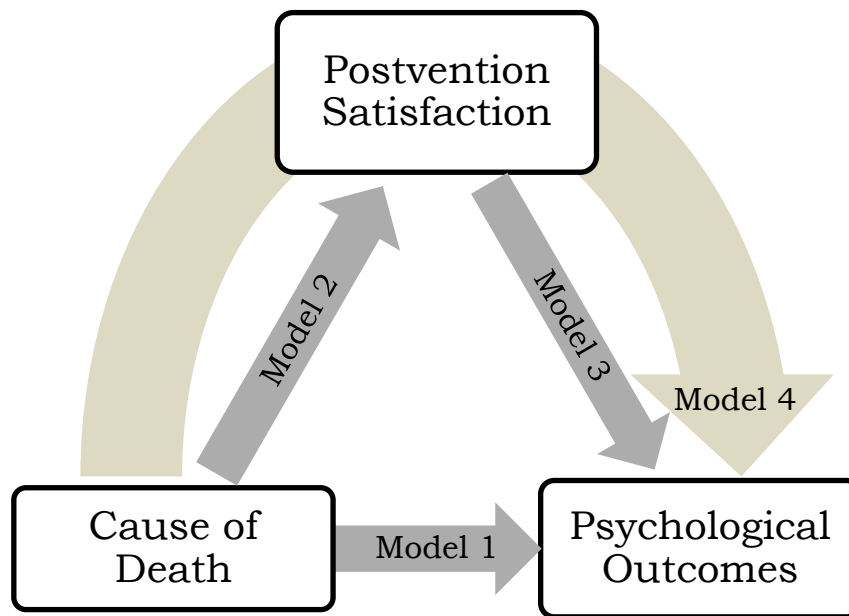 Postvention
Satisfaction
Model 2
Model 3
Model 4
Cause of
Death
Model 1
Psychological
Outcomes